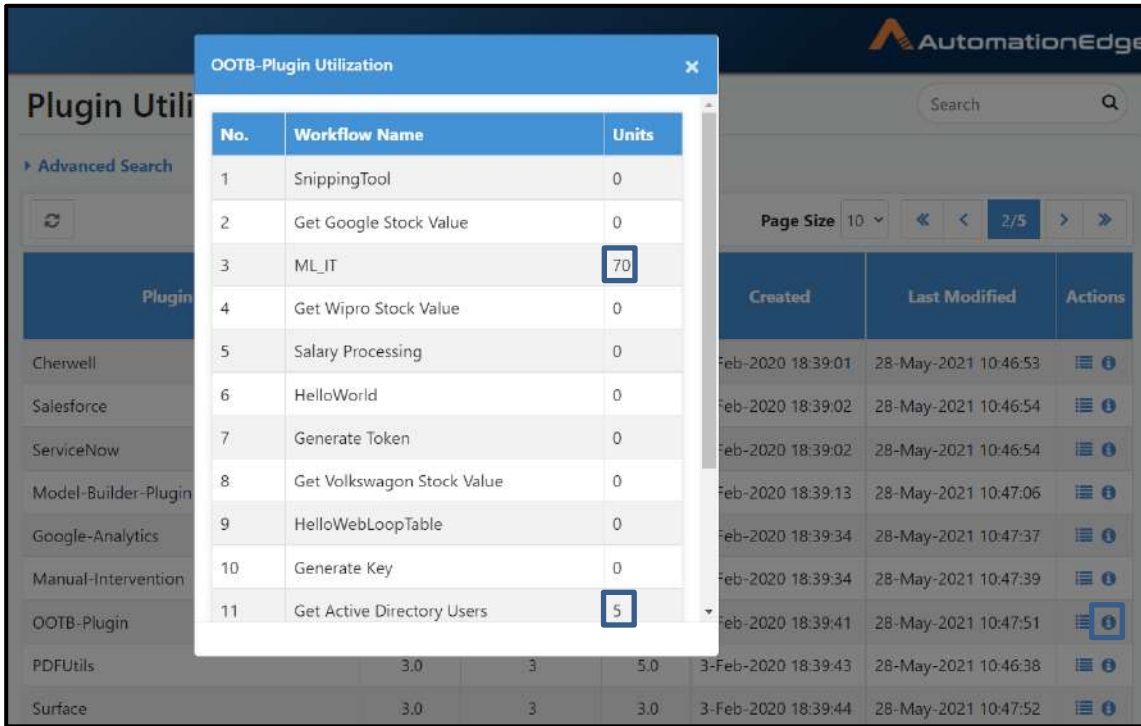 AutomationEdge
OOTB-Plugin Utilization ×
Plugin Utili
Search
Advanced Search
No. Workflow Name Units
1 SnippingTool 0
2 Get Google Stock Value 0
3 ML_IT 70
4 Get Wipro Stock Value 0
5 Salary Processing 0
6 HelloWorld 0
7 Generate Token 0
8 Get Volkswagon Stock Value 0
9 HelloWebLoopTable 0
10 Generate Key 0
11 Get Active Directory Users 5
Page Size 10 « < 2/5 > »
Plugin Created Last Modified Actions
Cherwell Feb-2020 18:39:01 28-May-2021 10:46:53
Salesforce Feb-2020 18:39:02 28-May-2021 10:46:54
ServiceNow Feb-2020 18:39:02 28-May-2021 10:46:54
Model-Builder-Plugin Feb-2020 18:39:13 28-May-2021 10:47:06
Google-Analytics Feb-2020 18:39:34 28-May-2021 10:47:37
Manual-Intervention Feb-2020 18:39:34 28-May-2021 10:47:39
OOTB-Plugin Feb-2020 18:39:41 28-May-2021 10:47:51
PDFUtils 3.0 3 5.0 3-Feb-2020 18:39:43 28-May-2021 10:46:38
Surface 3.0 3 3.0 3-Feb-2020 18:39:44 28-May-2021 10:47:52